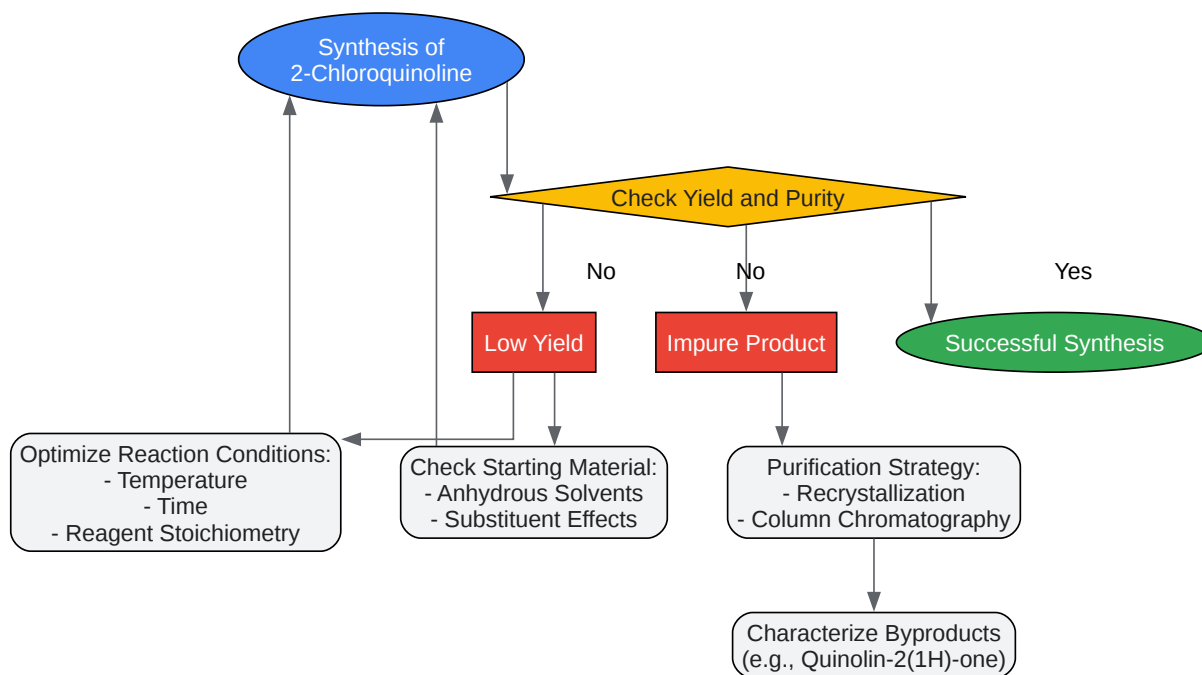 Synthesis of
2-Chloroquinoline
Check Yield and Purity
No
No
Yes
Low Yield
Impure Product
Successful Synthesis
Optimize Reaction Conditions:
- Temperature
- Time
- Reagent Stoichiometry
Check Starting Material:
- Anhydrous Solvents
- Substituent Effects
Purification Strategy:
- Recrystallization
- Column Chromatography
Characterize Byproducts
(e.g., Quinolin-2(1H)-one)